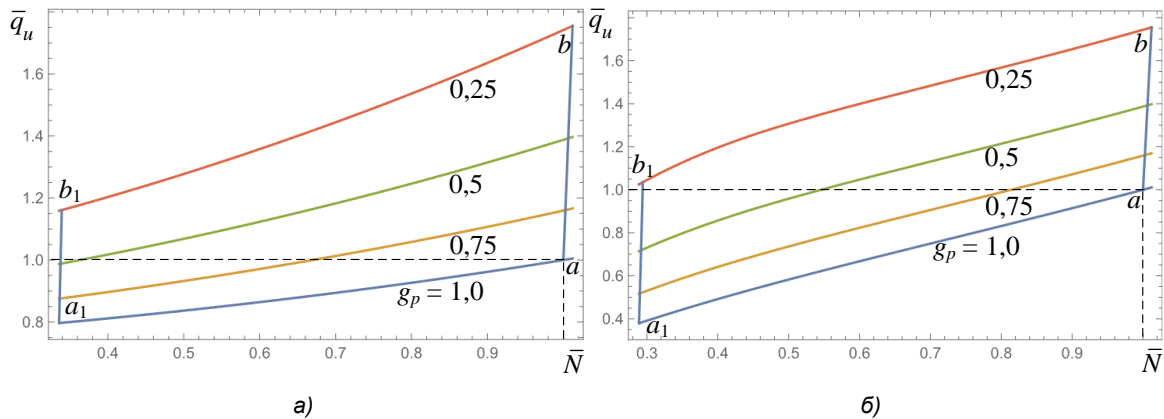 q̅u
1.6
1.4
1.2
1.0
0.8
b
b1
a
a1
0,25
0,5
0,75
gp = 1,0
0.4 0.5 0.6 0.7 0.8 0.9 N̅
а)
q̅u
1.6
1.4
1.2
1.0
0.8
0.6
0.4
b
b1
a
a1
0,25
0,5
0,75
gp = 1,0
0.3 0.4 0.5 0.6 0.7 0.8 0.9 N̅
б)